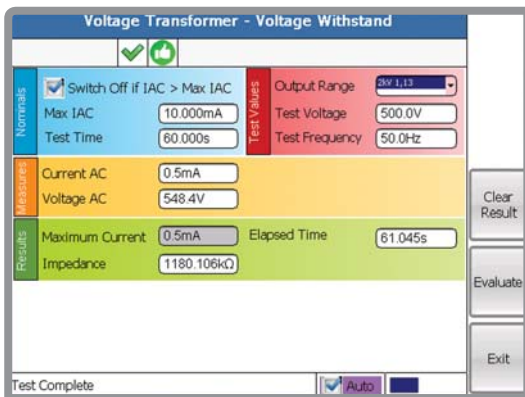 Voltage Transformer - Voltage Withstand
Nominals
Switch Off if IAC > Max IAC
Max IAC 10.000mA
Test Time 60.000s
Test Values
Output Range 2kV 1,13
Test Voltage 500.0V
Test Frequency 50.0Hz
Measures
Current AC 0.5mA
Voltage AC 548.4V
Results
Maximum Current 0.5mA
Elapsed Time 61.045s
Impedance 1180.106kΩ
Clear
Result
Evaluate
Exit
Test Complete
Auto